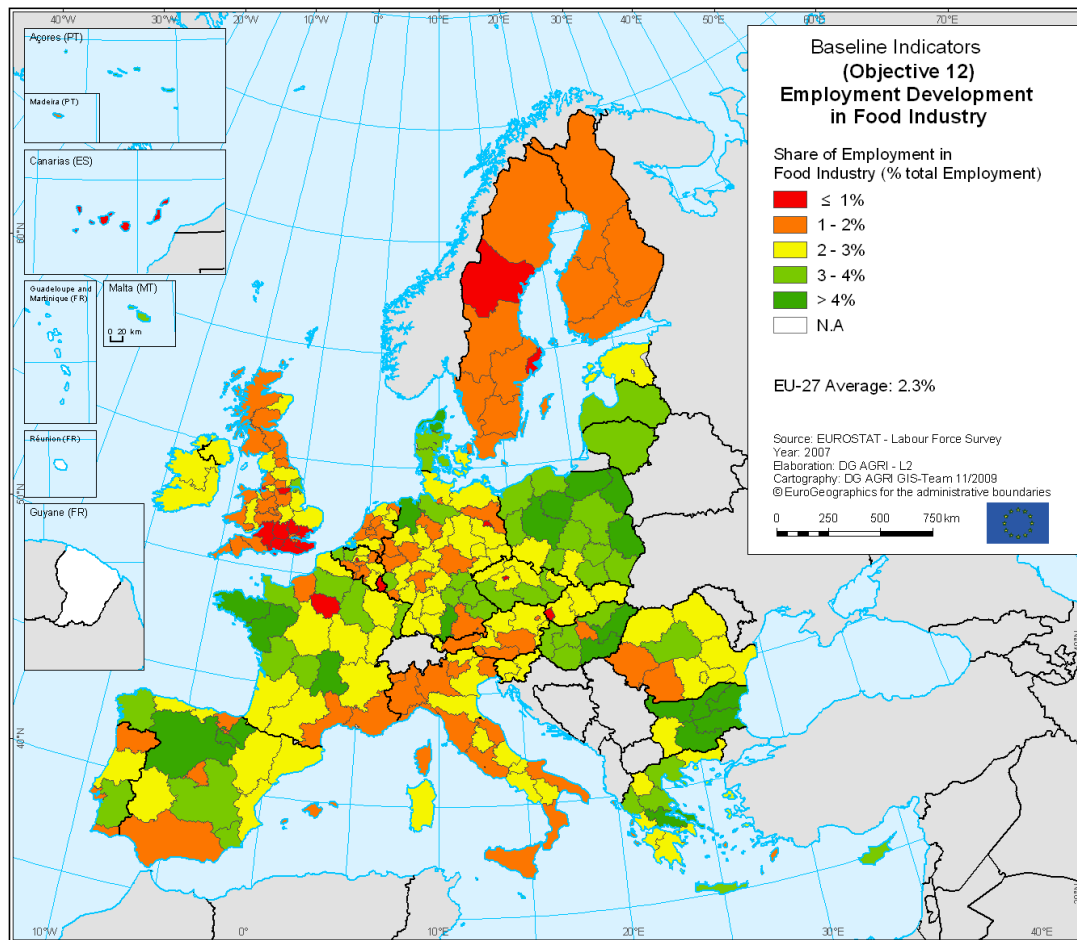 40°W
30°W
20°W
10°W
0°
10°E
20°E
30°E
40°E
50°E
60°E
70°E
Açores (PT)
Madeira (PT)
Canarias (ES)
Guadeloupe and
Martinique (FR)
Malta (MT)
0 20 km
Réunion (FR)
Guyane (FR)
60°N
50°N
40°N
Baseline Indicators
(Objective 12)
Employment Development
in Food Industry
Share of Employment in
Food Industry (% total Employment)
≤ 1%
1 - 2%
2 - 3%
3 - 4%
> 4%
N.A
EU-27 Average: 2.3%
Source: EUROSTAT - Labour Force Survey
Year: 2007
Elaboration: DG AGRI - L2
Cartography: DG AGRI GIS-Team 11/2009
© EuroGeographics for the administrative boundaries
0 250 500 750 km
10°W
0°
10°E
20°E
30°E
40°E